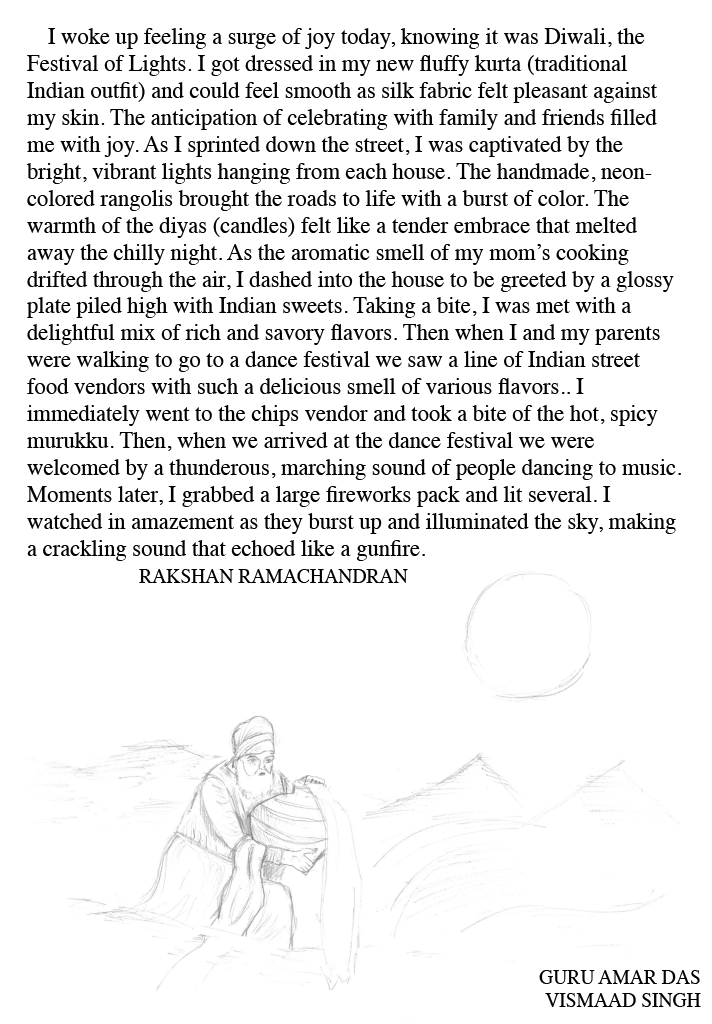 I woke up feeling a surge of joy today, knowing it was Diwali, the
Festival of Lights. I got dressed in my new fluffy kurta (traditional
Indian outfit) and could feel smooth as silk fabric felt pleasant against
my skin. The anticipation of celebrating with family and friends filled
me with joy. As I sprinted down the street, I was captivated by the
bright, vibrant lights hanging from each house. The handmade, neon-
colored rangolis brought the roads to life with a burst of color. The
warmth of the diyas (candles) felt like a tender embrace that melted
away the chilly night. As the aromatic smell of my mom’s cooking
drifted through the air, I dashed into the house to be greeted by a glossy
plate piled high with Indian sweets. Taking a bite, I was met with a
delightful mix of rich and savory flavors. Then when I and my parents
were walking to go to a dance festival we saw a line of Indian street
food vendors with such a delicious smell of various flavors.. I
immediately went to the chips vendor and took a bite of the hot, spicy
murukku. Then, when we arrived at the dance festival we were
welcomed by a thunderous, marching sound of people dancing to music.
Moments later, I grabbed a large fireworks pack and lit several. I
watched in amazement as they burst up and illuminated the sky, making
a crackling sound that echoed like a gunfire.
RAKSHAN RAMACHANDRAN
GURU AMAR DAS
VISMAAD SINGH